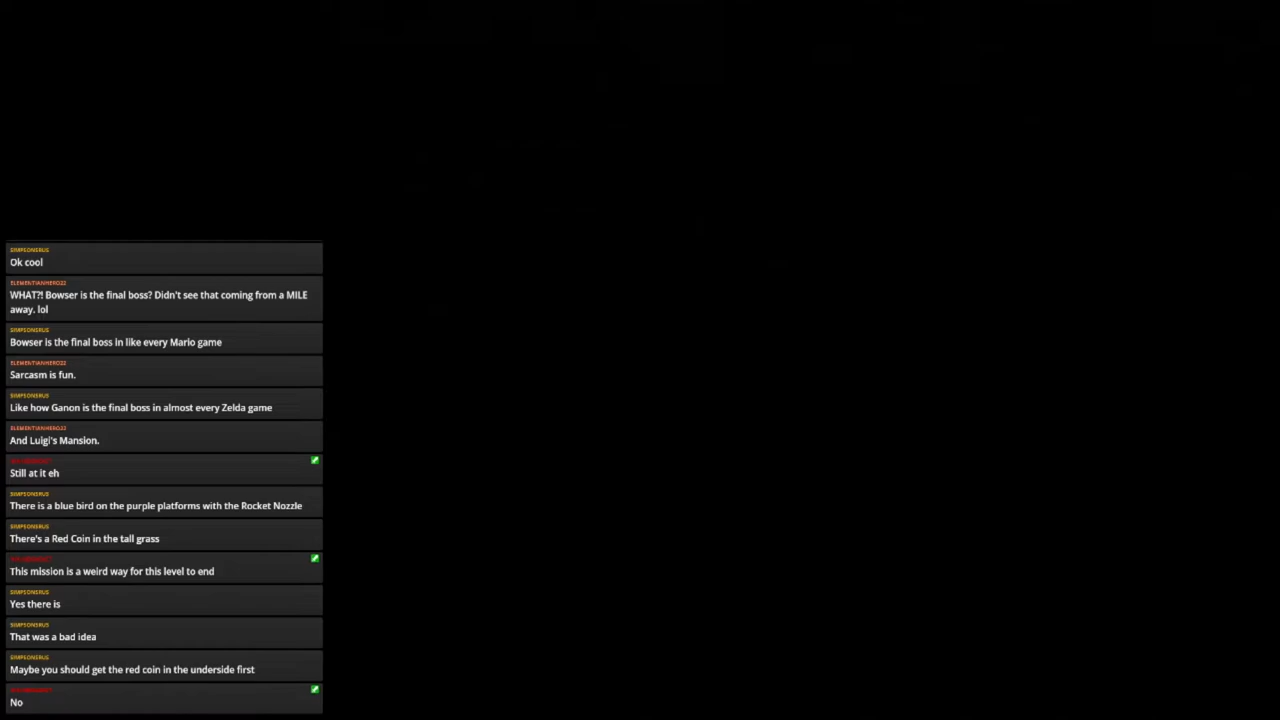 SIMPSONSRUS
Ok cool
ELEMENTIANHERO22
WHAT?! Bowser is the final boss? Didn't see that coming from a MILE
away. lol
SIMPSONSRUS
Bowser is the final boss in like every Mario game
ELEMENTIANHERO22
Sarcasm is fun.
SIMPSONSRUS
Like how Ganon is the final boss in almost every Zelda game
ELEMENTIANHERO22
And Luigi's Mansion.
Still at it eh
SIMPSONSRUS
There is a blue bird on the purple platforms with the Rocket Nozzle
SIMPSONSRUS
There's a Red Coin in the tall grass
This mission is a weird way for this level to end
SIMPSONSRUS
Yes there is
SIMPSONSRUS
That was a bad idea
SIMPSONSRUS
Maybe you should get the red coin in the underside first
No